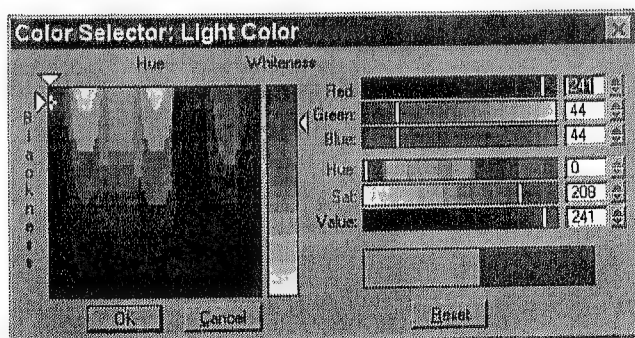 Color Selector: Light Color
Hue Whiteness
Blackness
Red: 241
Green: 44
Blue: 44
Hue 0
Sat: 208
Value: 241
OK Cancel Reset